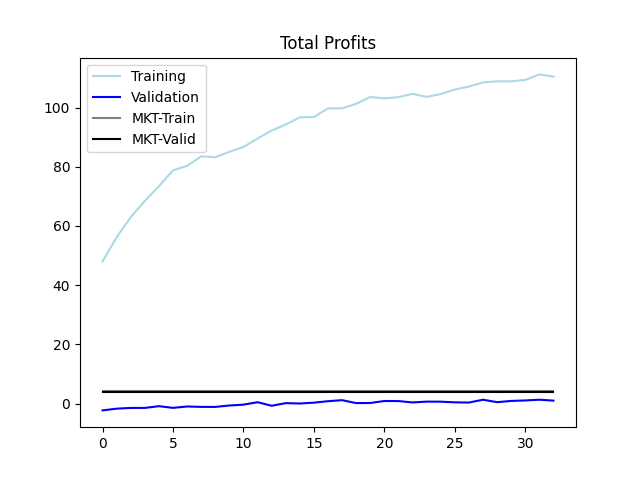 Total Profits
Training
Validation
MKT-Train
MKT-Valid
100
80
60
40
20
0
0 5 10 15 20 25 30